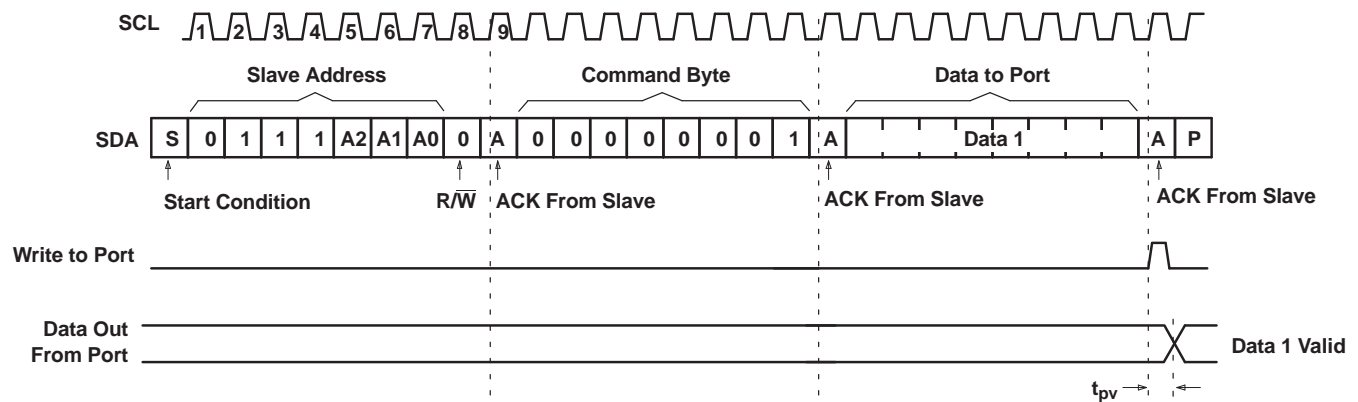 SCL 1 2 3 4 5 6 7 8 9
Slave Address Command Byte Data to Port
SDA S 0 1 1 1 A2 A1 A0 0 A 0 0 0 0 0 0 0 1 A Data 1 A P
Start Condition R/W̅ ACK From Slave ACK From Slave ACK From Slave
Write to Port
Data Out
From Port
Data 1 Valid
tpv